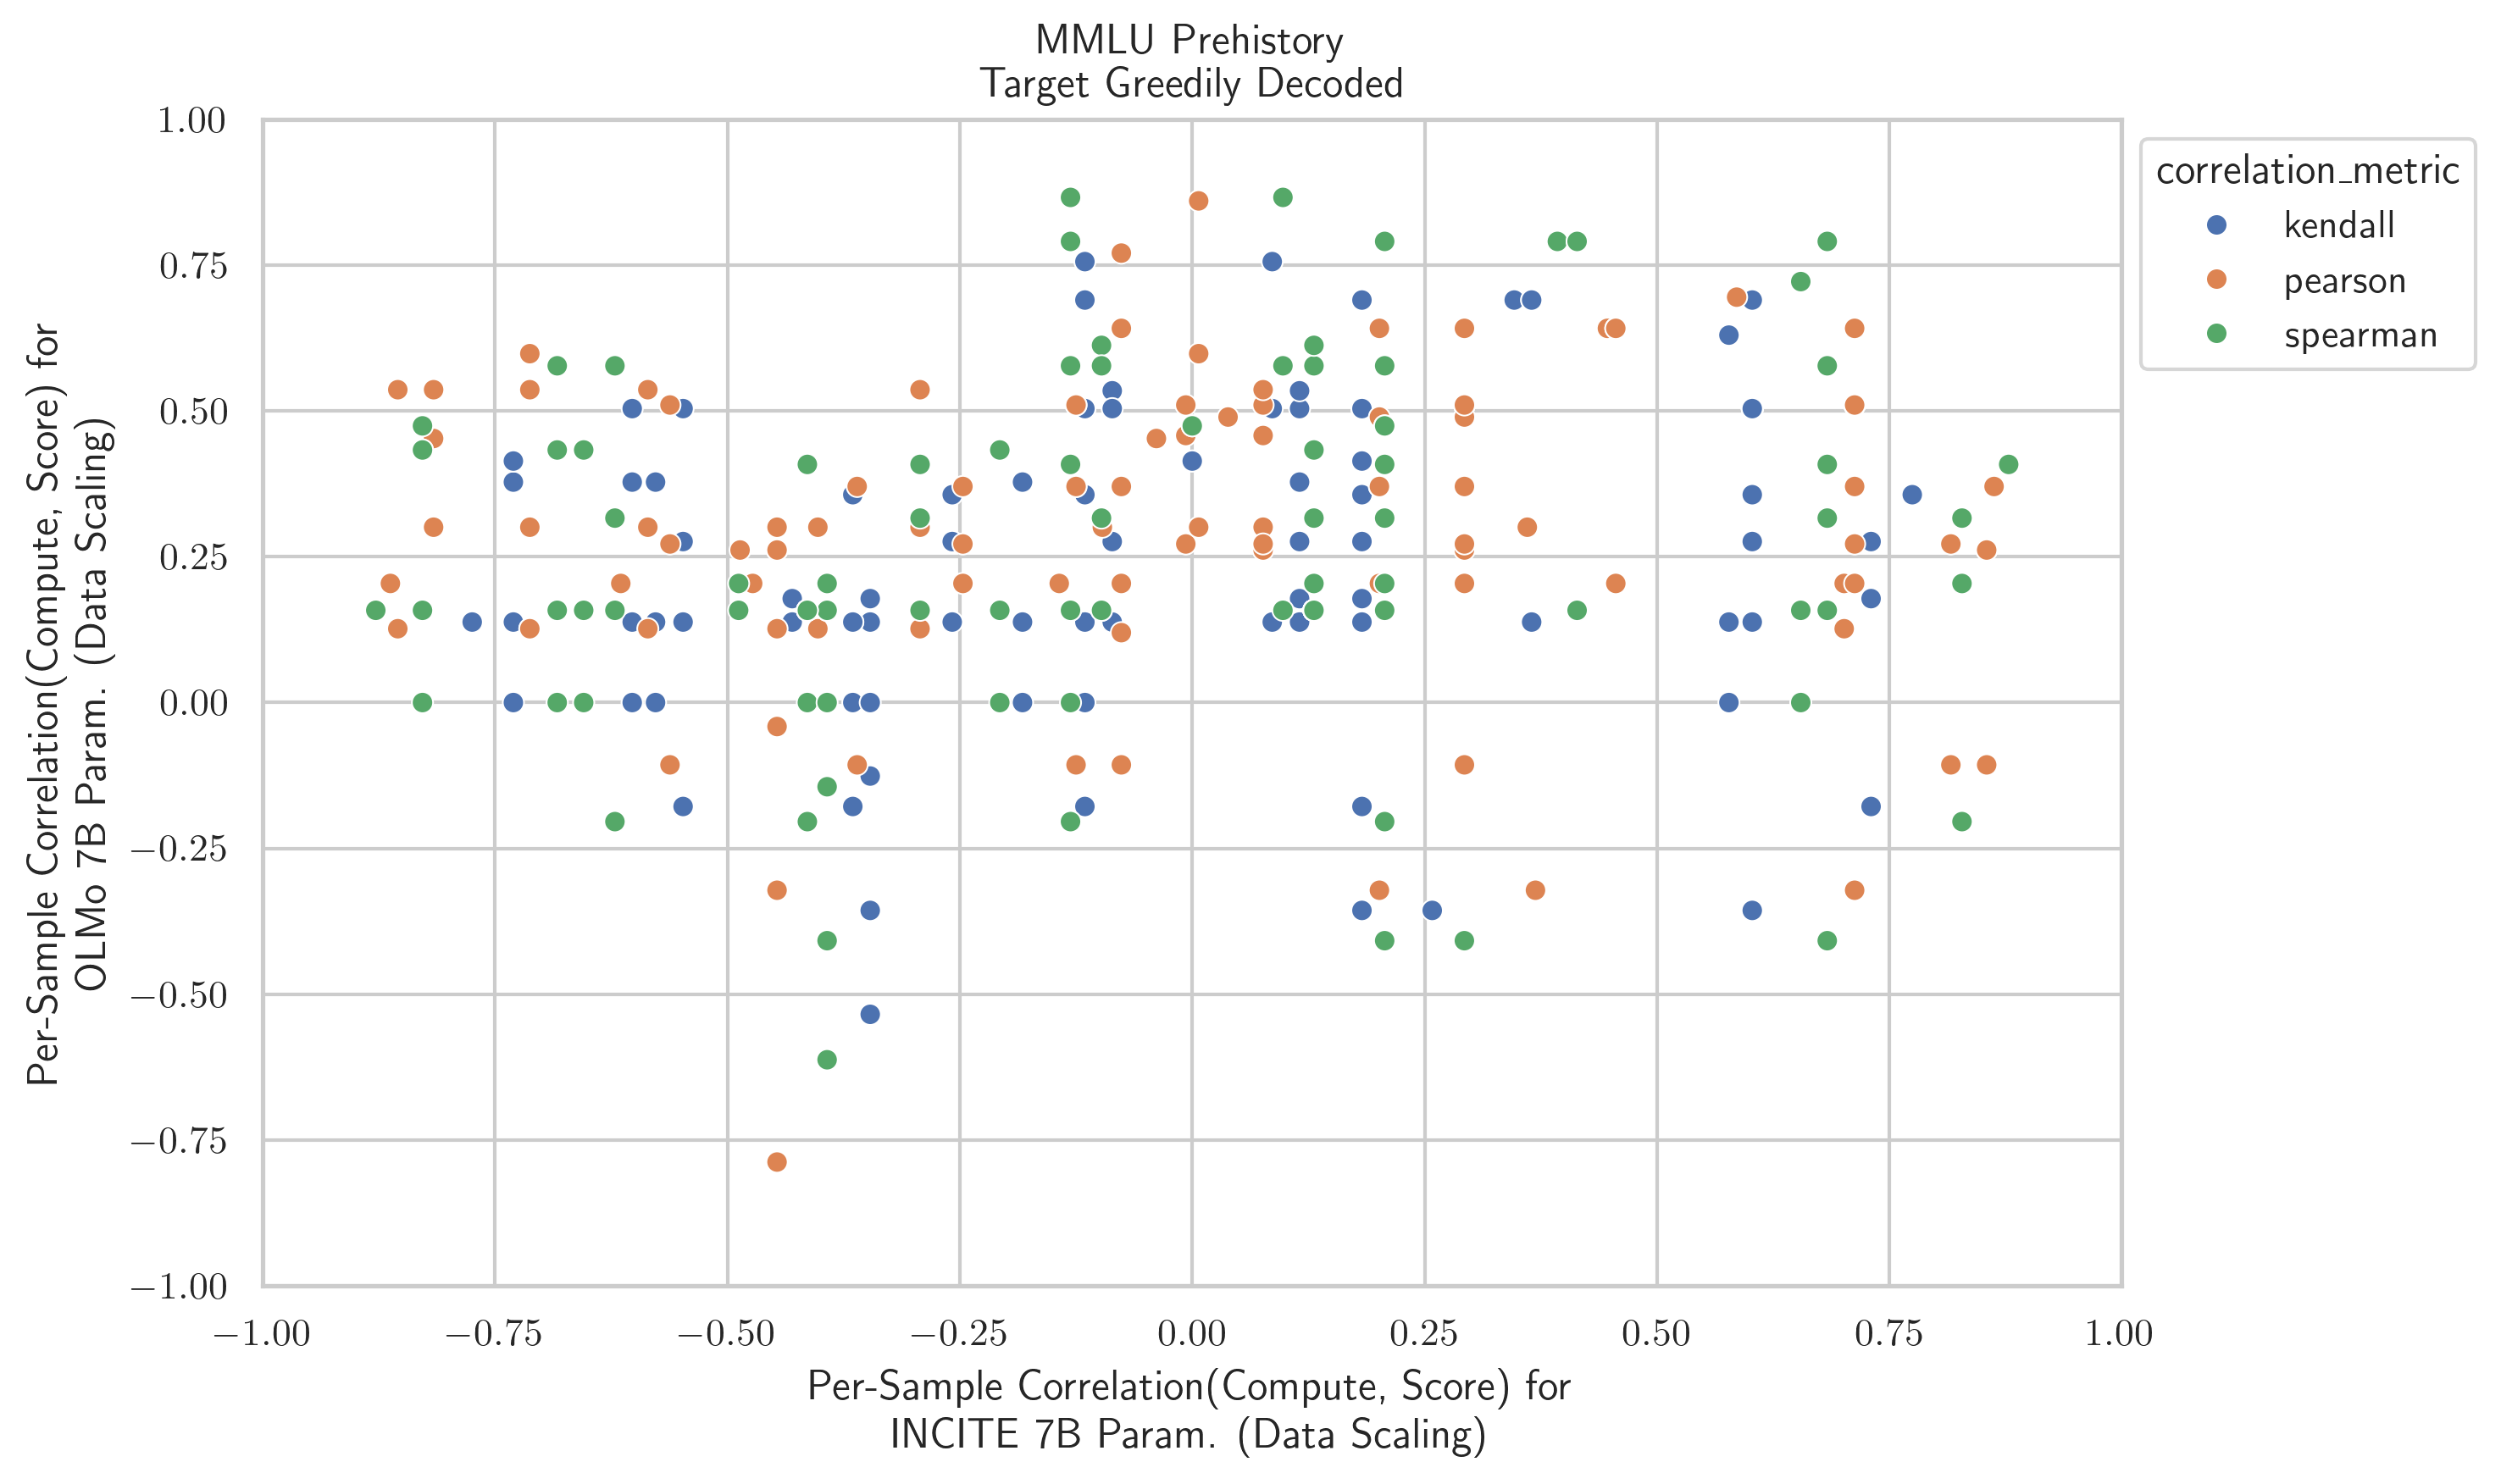 MMLU Prehistory
Target Greedily Decoded
1.00
0.75
0.50
0.25
0.00
−0.25
−0.50
−0.75
−1.00
Per-Sample Correlation(Compute, Score) for
OLMo 7B Param. (Data Scaling)
−1.00 −0.75 −0.50 −0.25 0.00 0.25 0.50 0.75 1.00
Per-Sample Correlation(Compute, Score) for
INCITE 7B Param. (Data Scaling)
correlation_metric
kendall
pearson
spearman